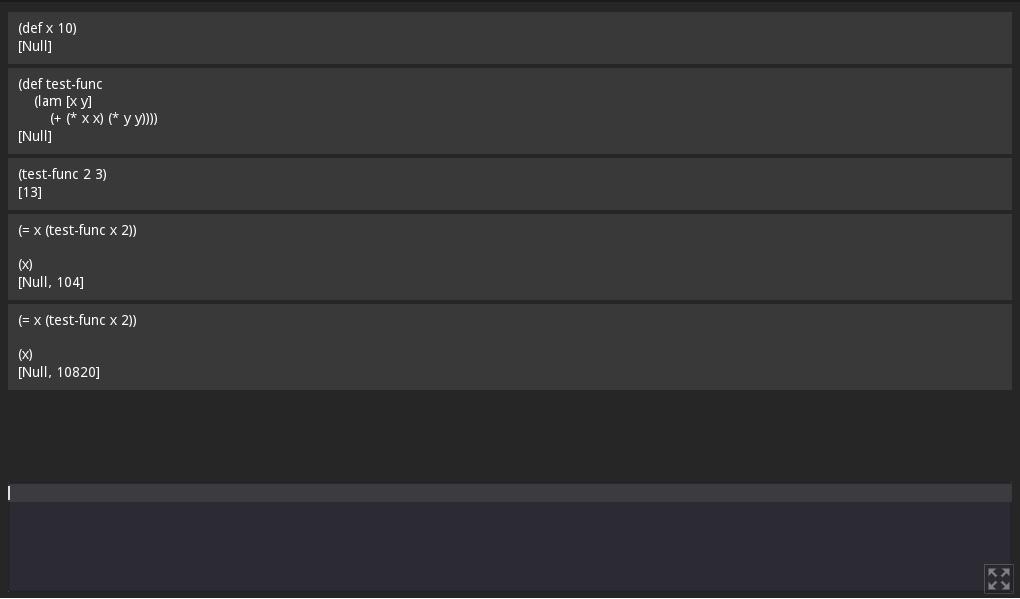 (def x 10)
[Null]
(def test-func
(lam [x y]
(+ (* x x) (* y y))))
[Null]
(test-func 2 3)
[13]
(= x (test-func x 2))
(x)
[Null, 104]
(= x (test-func x 2))
(x)
[Null, 10820]